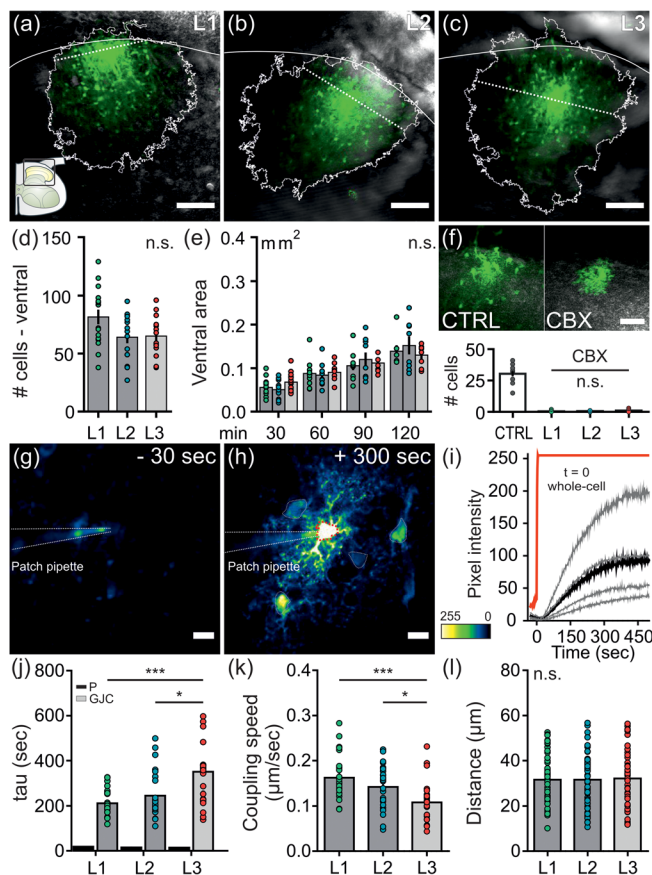 (a) L1
(b) L2
(c) L3
(d) 150 n.s.
100
50
0
# cells - ventral
L1 L2 L3
(e) mm² n.s.
0.4
0.3
0.2
0.1
0.0
Ventral area
min 30 60 90 120
(f)
CTRL CBX
# cells
100
50
0
CBX
n.s.
CTRL L1 L2 L3
(g) - 30 sec
Patch pipette
(h) + 300 sec
Patch pipette
255 0
(i)
250
200
150
100
50
0
Pixel intensity
t = 0
whole-cell
0 150 300 450
Time (sec)
(j)
800
600
400
200
0
tau (sec)
P
GJC
***
*
L1 L2 L3
(k)
0.4
0.3
0.2
0.1
0.0
Coupling speed
(µm/sec)
***
*
L1 L2 L3
(l) n.s.
80
60
40
20
0
Distance (µm)
L1 L2 L3